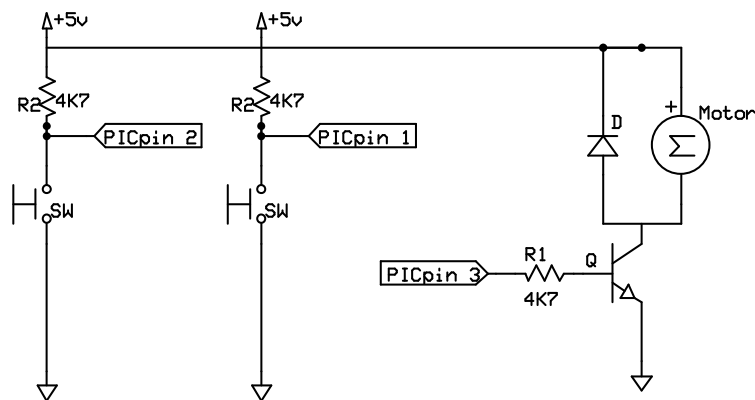 +5v
+5v
R2 4K7
R2 4K7
PICpin 2
PICpin 1
+
Motor
D
SW
SW
R1
Q
PICpin 3
4K7